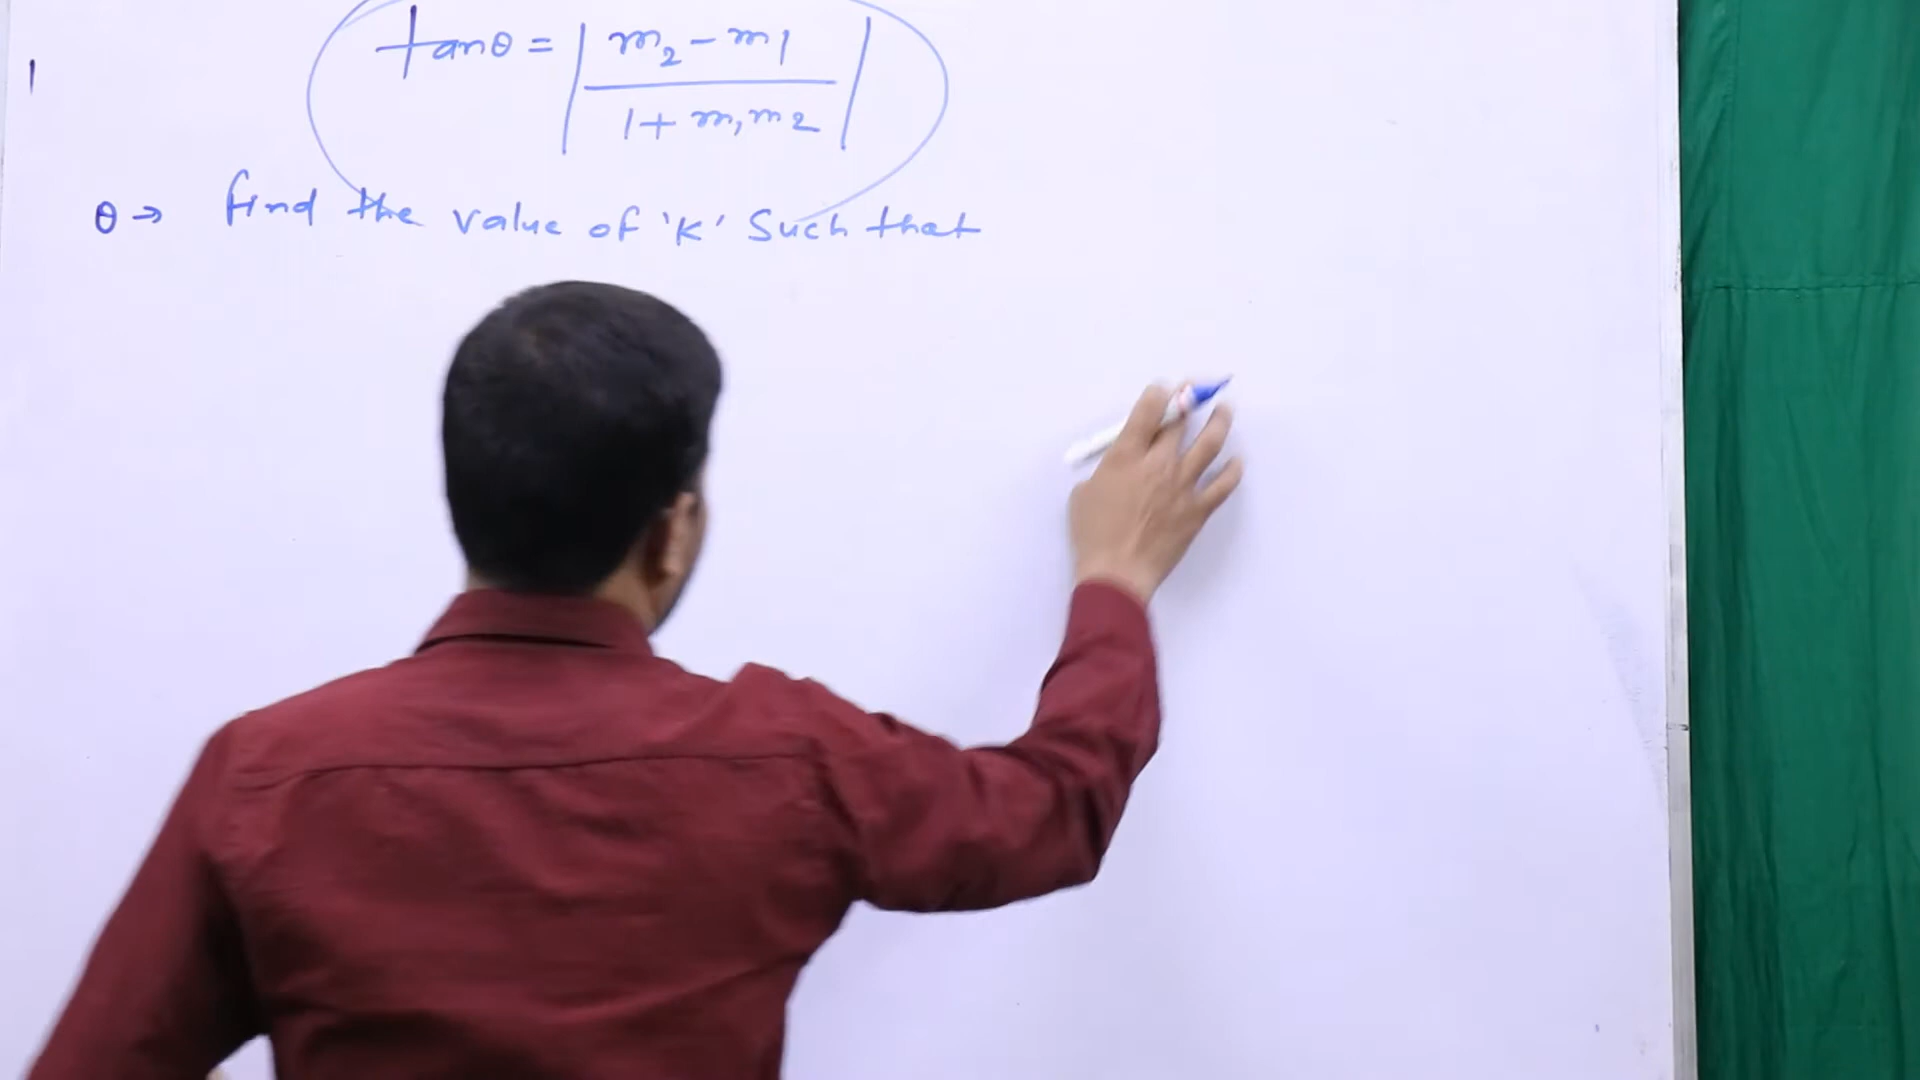 tanθ = | m₂ - m₁ / 1 + m₁m₂ |
θ → find the value of 'K' Such that